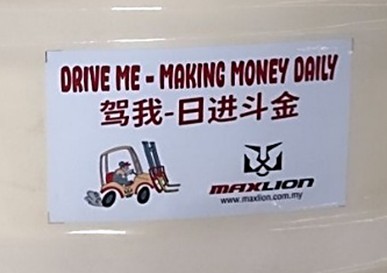 DRIVE ME - MAKING MONEY DAILY
驾我-日进斗金
MAXLION
www.maxlion.com.my